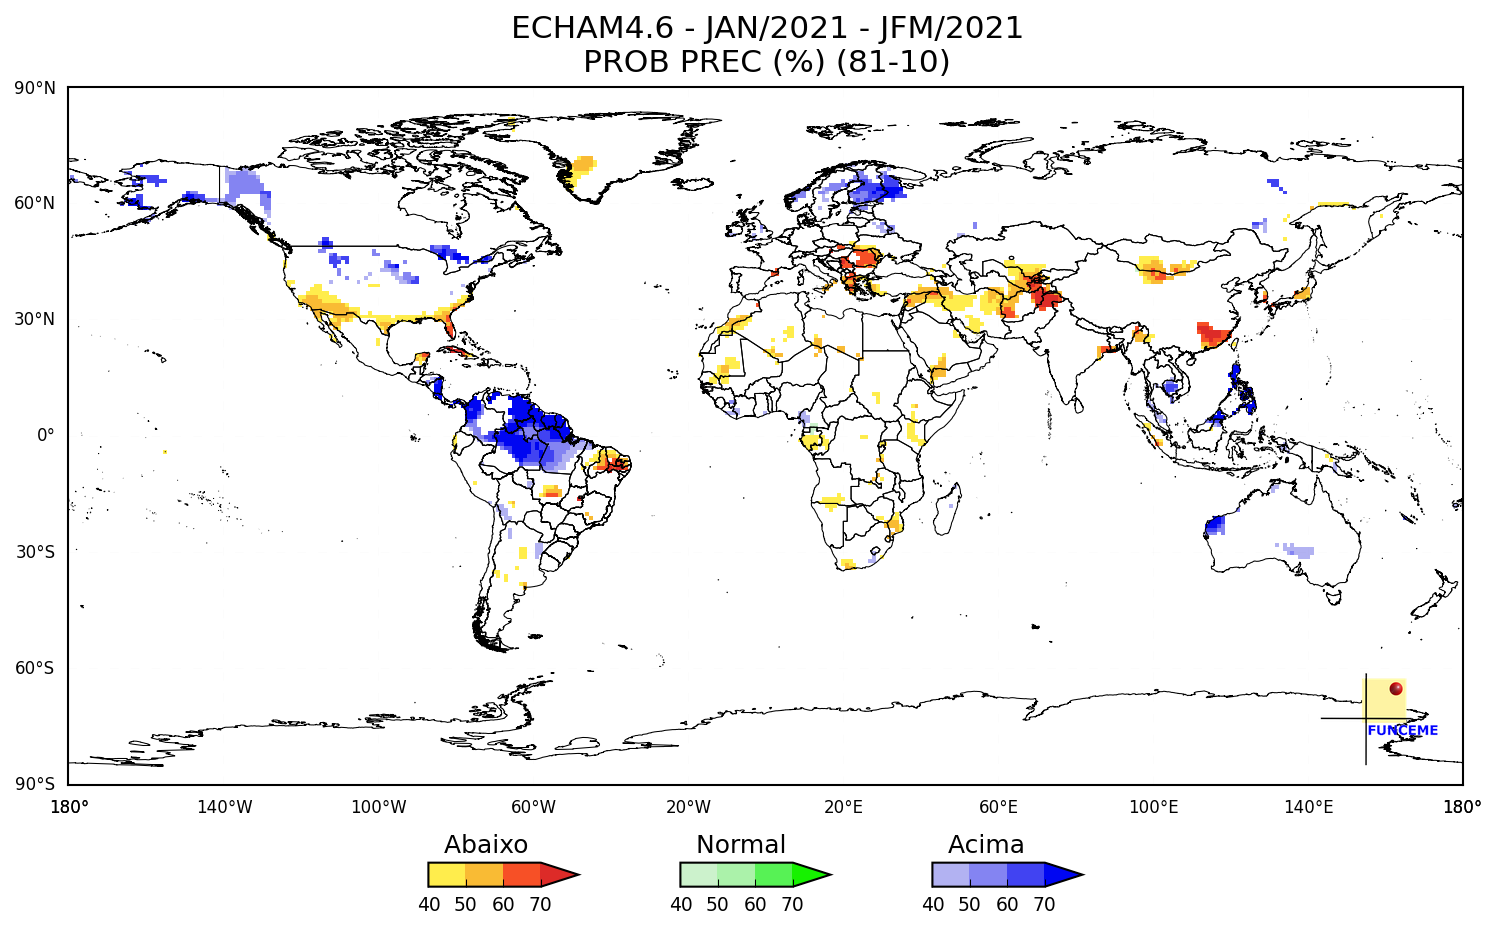 ECHAM4.6 - JAN/2021 - JFM/2021
PROB PREC (%) (81-10)
90°N
60°N
30°N
0°
30°S
60°S
90°S
180° 140°W 100°W 60°W 20°W 20°E 60°E 100°E 140°E 180°
FUNCEME
Abaixo Normal Acima
40 50 60 70 40 50 60 70 40 50 60 70